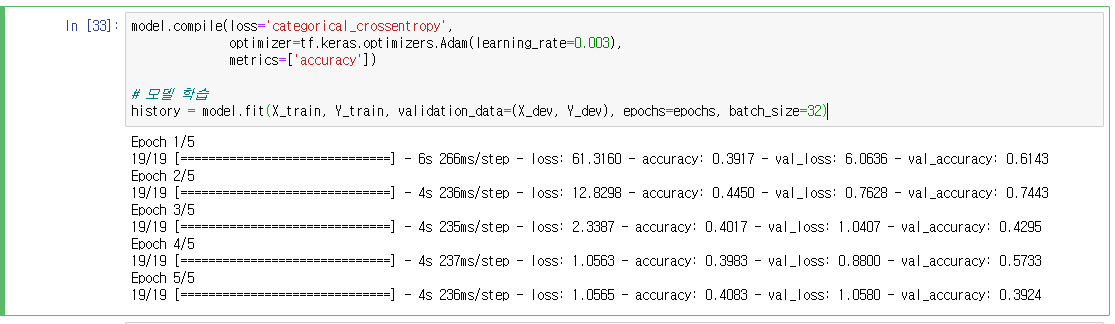 In [33]: model.compile(loss='categorical_crossentropy',
optimizer=tf.keras.optimizers.Adam(learning_rate=0.003),
metrics=['accuracy'])
# 모델 학습
history = model.fit(X_train, Y_train, validation_data=(X_dev, Y_dev), epochs=epochs, batch_size=32)
Epoch 1/5
19/19 [==============================] - 6s 266ms/step - loss: 61.3160 - accuracy: 0.3917 - val_loss: 6.0636 - val_accuracy: 0.6143
Epoch 2/5
19/19 [==============================] - 4s 236ms/step - loss: 12.8298 - accuracy: 0.4450 - val_loss: 0.7628 - val_accuracy: 0.7443
Epoch 3/5
19/19 [==============================] - 4s 235ms/step - loss: 2.3387 - accuracy: 0.4017 - val_loss: 1.0407 - val_accuracy: 0.4295
Epoch 4/5
19/19 [==============================] - 4s 237ms/step - loss: 1.0563 - accuracy: 0.3983 - val_loss: 0.8800 - val_accuracy: 0.5733
Epoch 5/5
19/19 [==============================] - 4s 236ms/step - loss: 1.0565 - accuracy: 0.4083 - val_loss: 1.0580 - val_accuracy: 0.3924